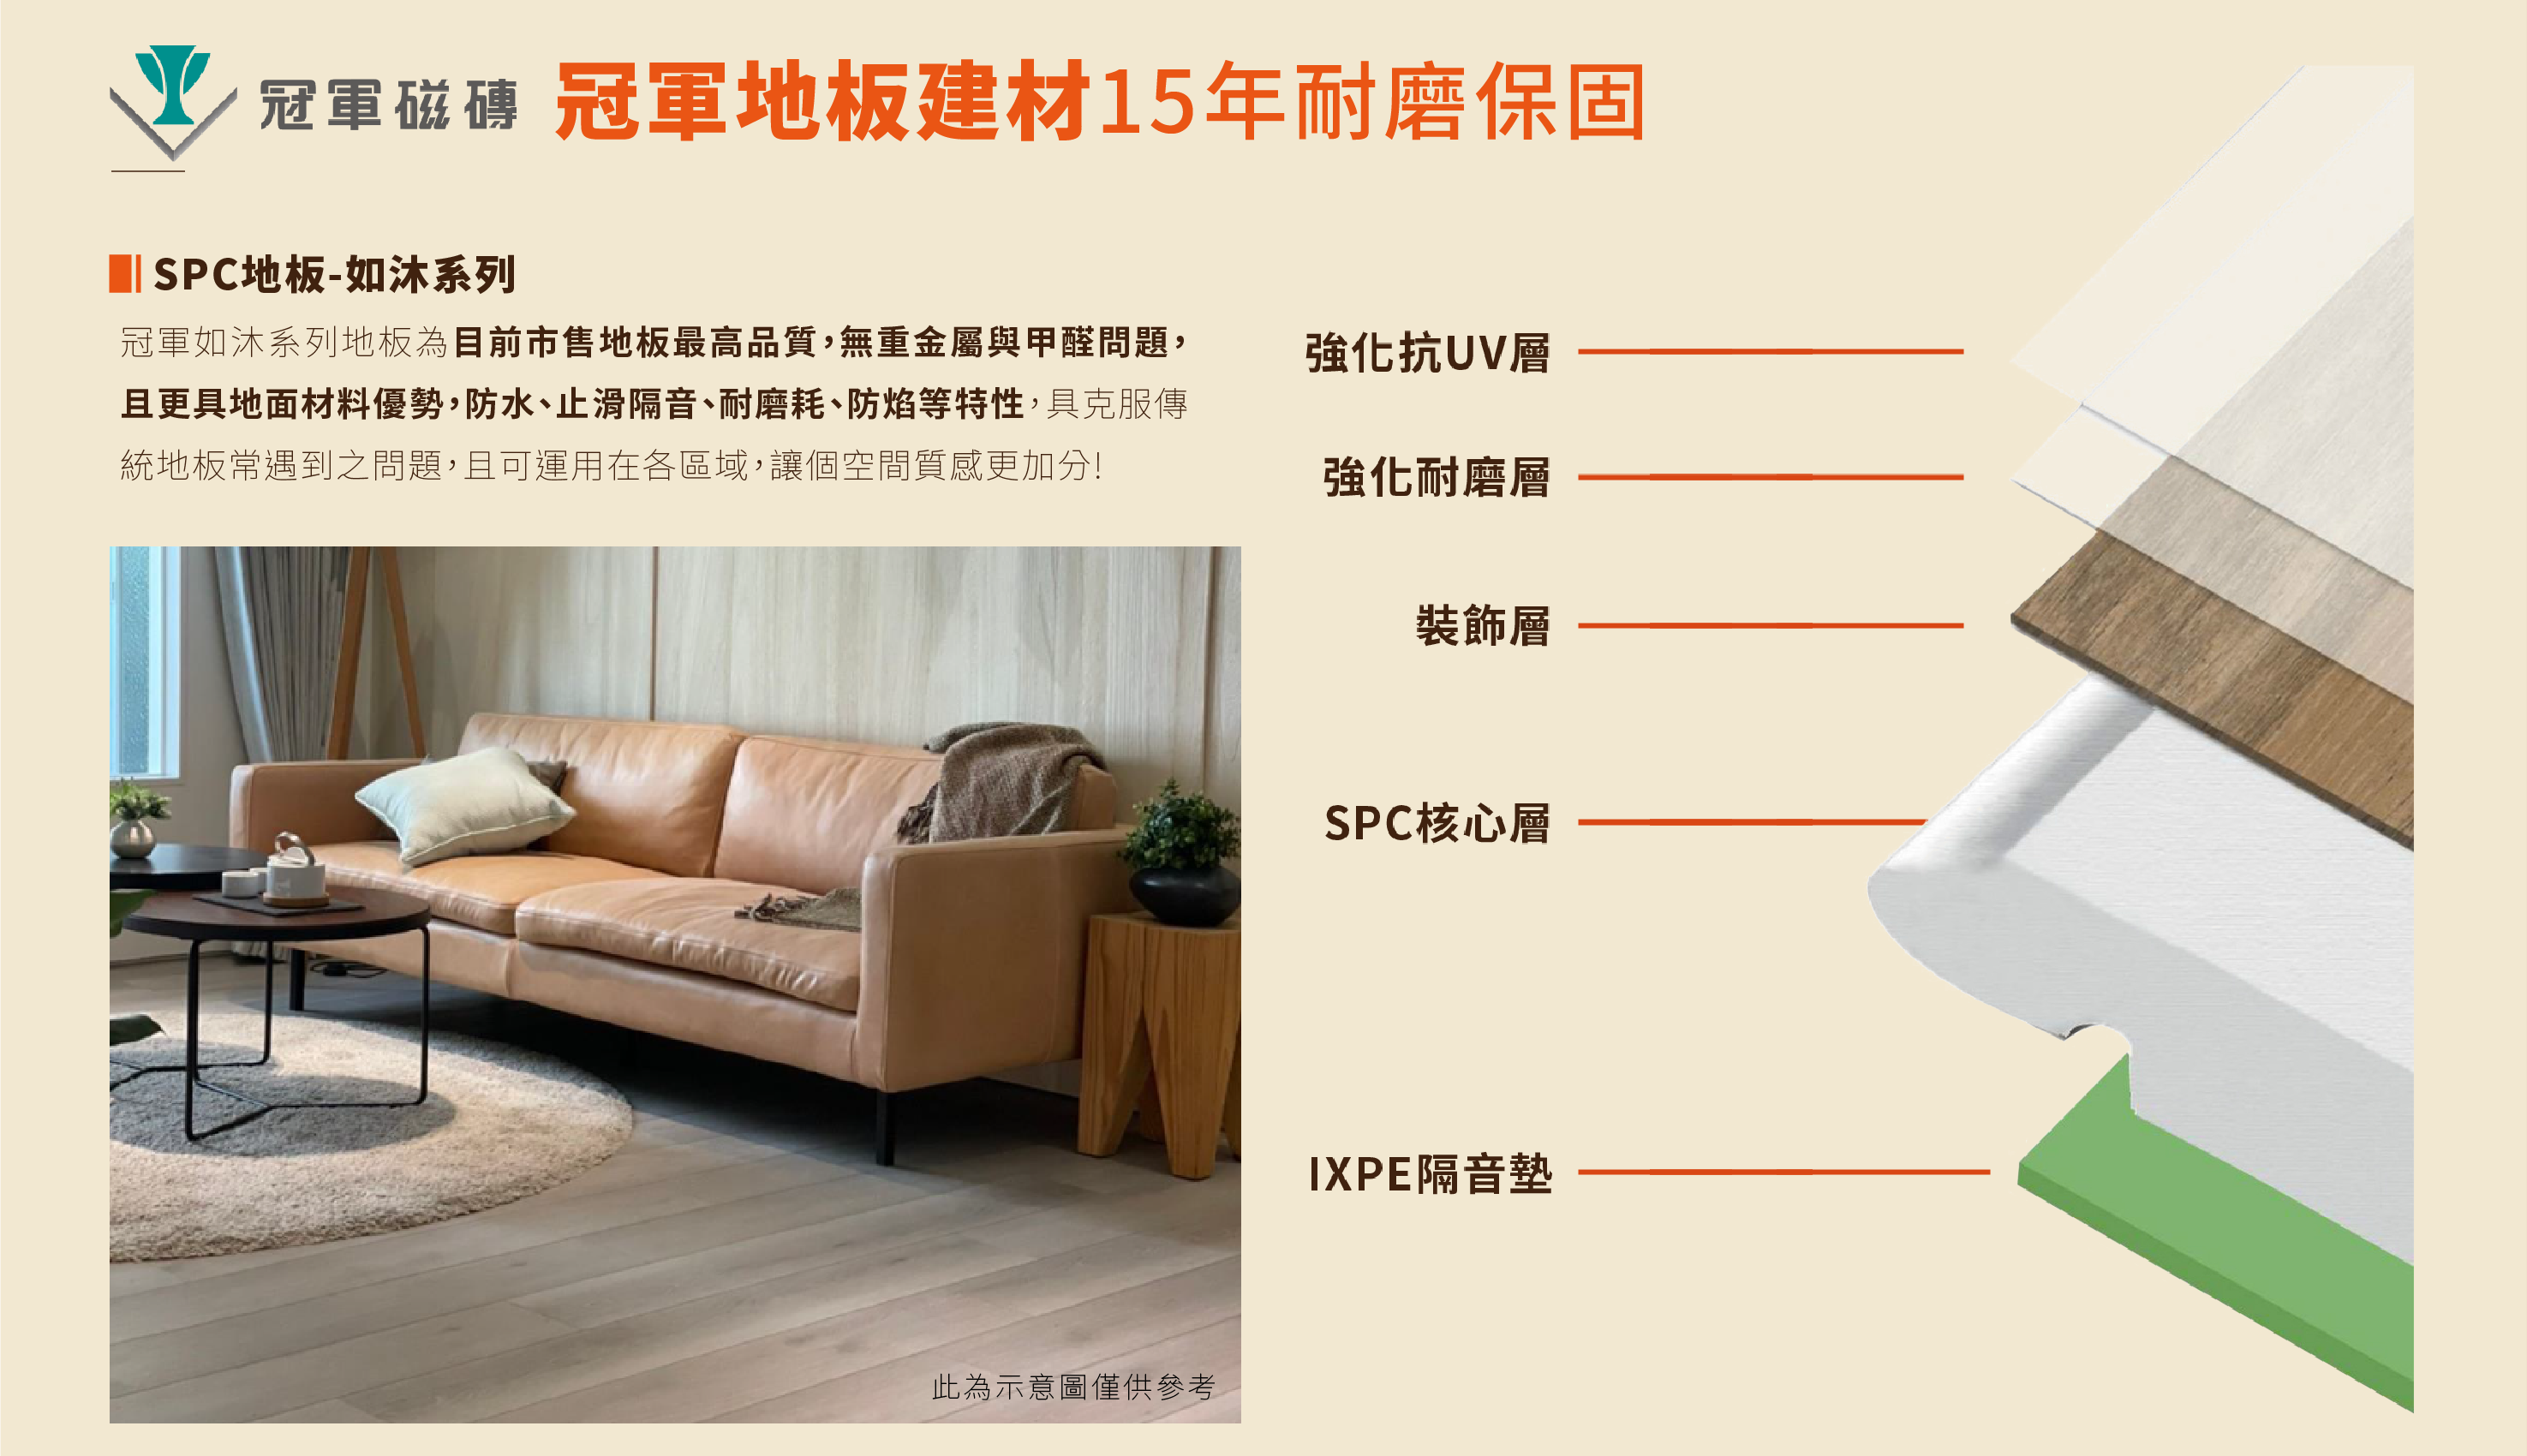 冠軍磁磚
冠軍地板建材15年耐磨保固
SPC地板-如沐系列
冠軍如沐系列地板為目前市售地板最高品質,無重金屬與甲醛問題,
且更具地面材料優勢,防水、止滑隔音、耐磨耗、防焰等特性,具克服傳
統地板常遇到之問題,且可運用在各區域,讓個空間質感更加分!
強化抗UV層
強化耐磨層
裝飾層
SPC核心層
IXPE隔音墊
此為示意圖僅供參考